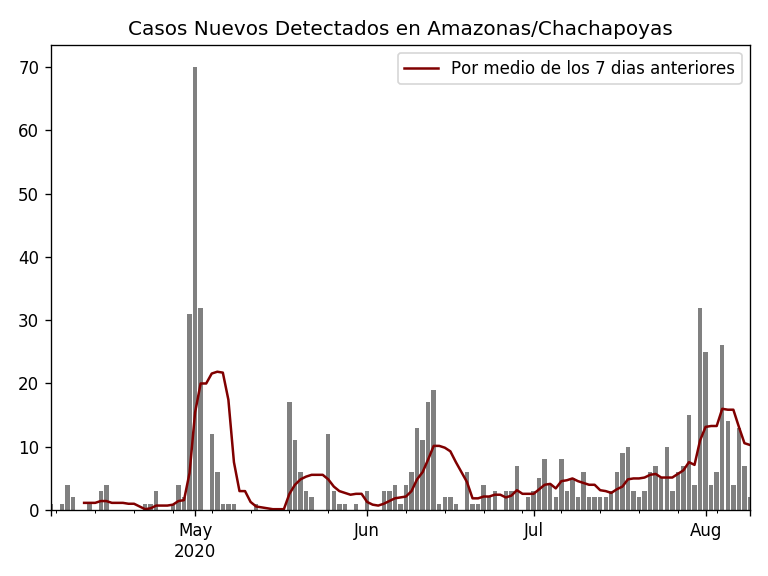 Casos Nuevos Detectados en Amazonas/Chachapoyas
Por medio de los 7 dias anteriores
70
60
50
40
30
20
10
0
May
2020
Jun
Jul
Aug